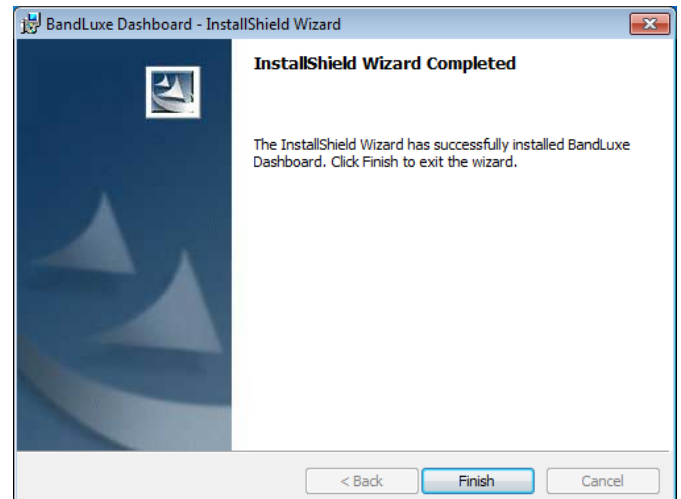 BandLuxe Dashboard - InstallShield Wizard
InstallShield Wizard Completed
The InstallShield Wizard has successfully installed BandLuxe
Dashboard. Click Finish to exit the wizard.
< Back
Finish
Cancel